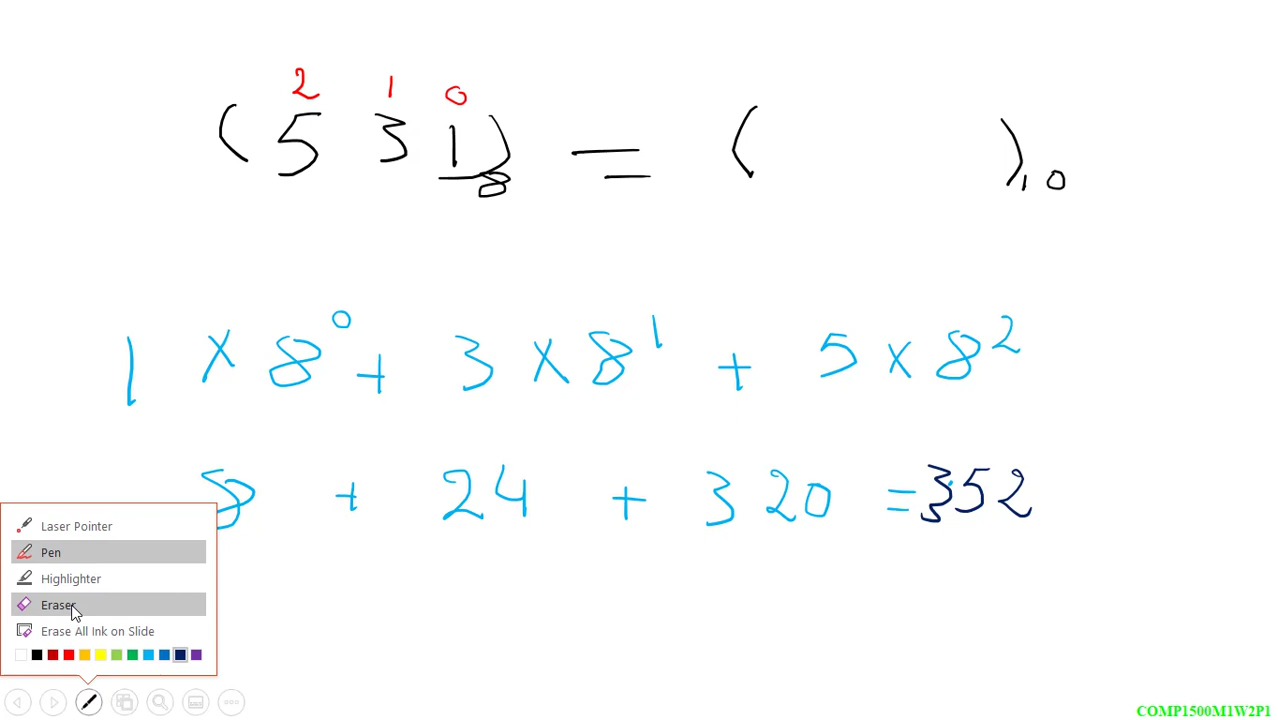 2 1 0
( 5 3 1 )8 = ( )10
1 × 8^0 + 3 × 8^1 + 5 × 8^2
8 + 24 + 320 = 352
Laser Pointer
Pen
Highlighter
Eraser
Erase All Ink on Slide
COMP1500M1W2P1